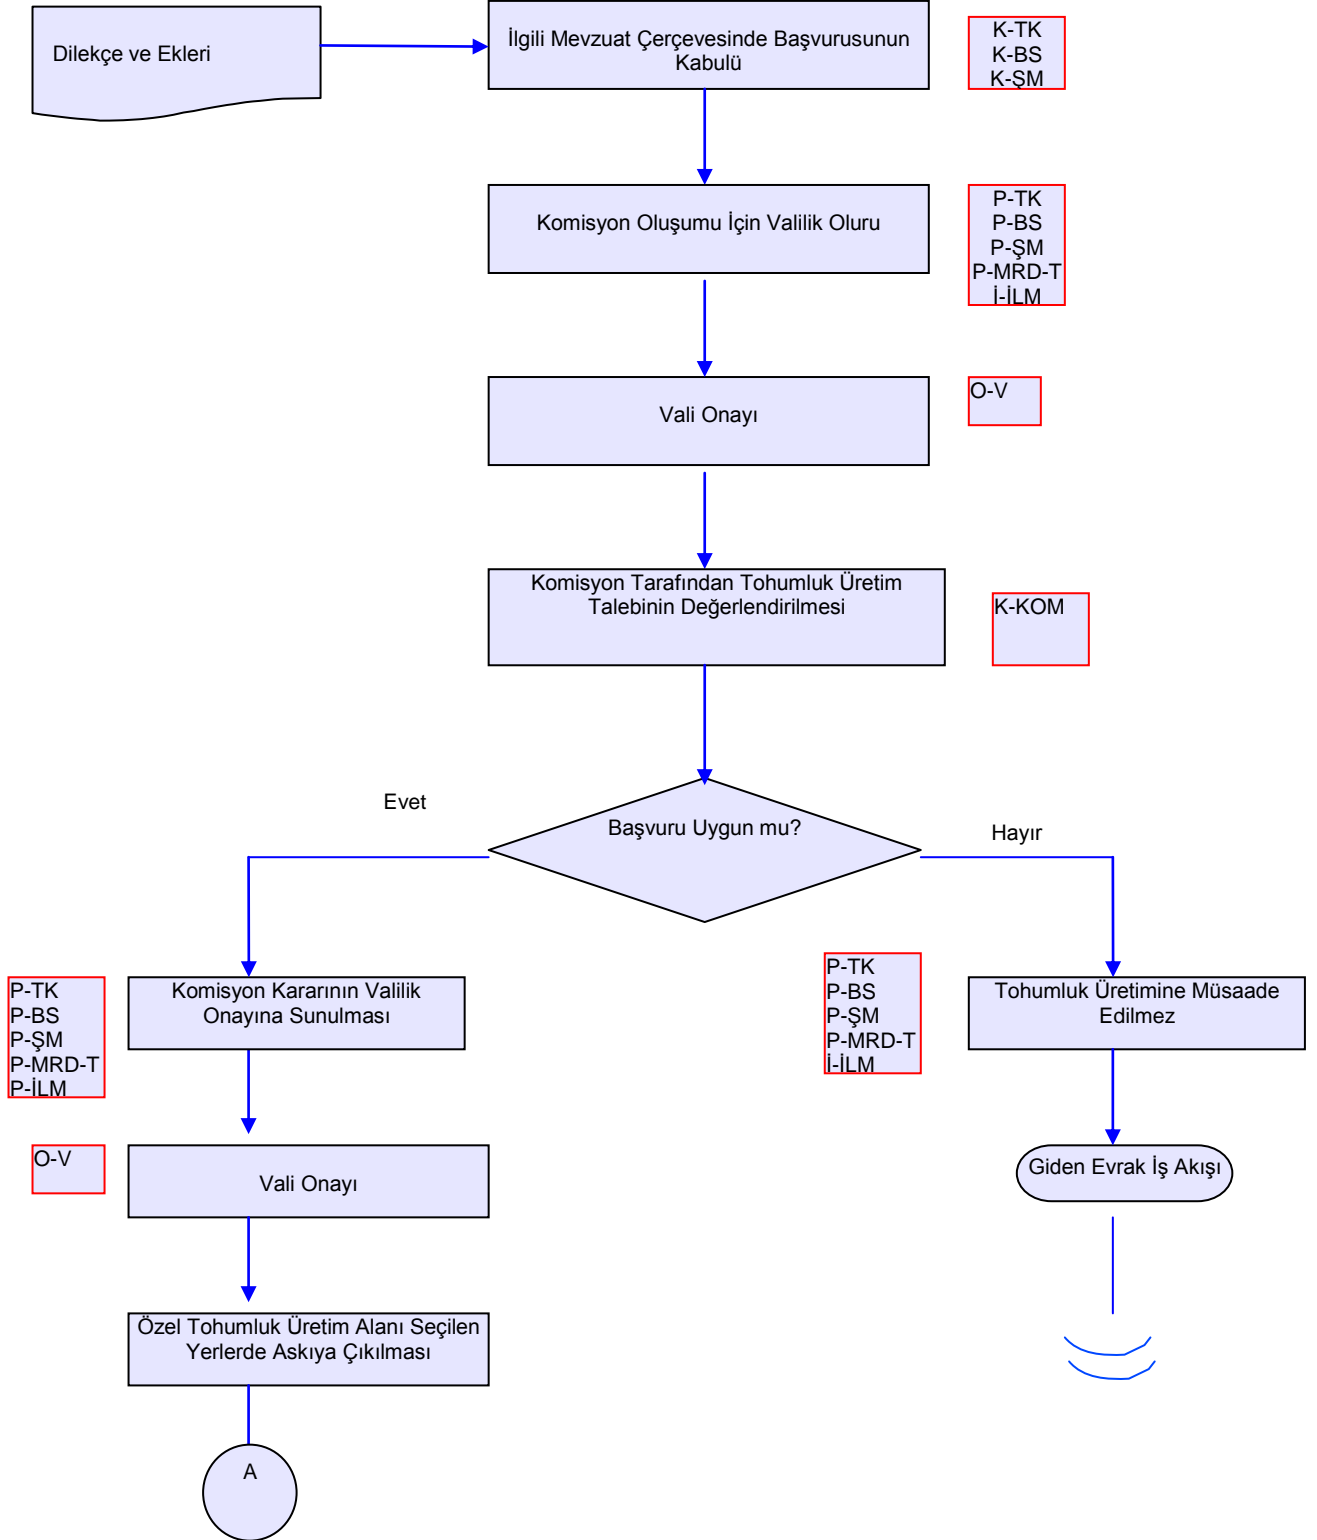 Dilekçe ve Ekleri
İlgili Mevzuat Çerçevesinde Başvurusunun
Kabulü
K-TK
K-BS
K-ŞM
Komisyon Oluşumu İçin Valilik Oluru
P-TK
P-BS
P-ŞM
P-MRD-T
İ-İLM
Vali Onayı
O-V
Komisyon Tarafından Tohumluk Üretim
Talebinin Değerlendirilmesi
K-KOM
Başvuru Uygun mu?
Evet
Hayır
P-TK
P-BS
P-ŞM
P-MRD-T
P-İLM
Komisyon Kararının Valilik
Onayına Sunulması
P-TK
P-BS
P-ŞM
P-MRD-T
İ-İLM
Tohumluk Üretimine Müsaade
Edilmez
O-V
Vali Onayı
Giden Evrak İş Akışı
Özel Tohumluk Üretim Alanı Seçilen
Yerlerde Askıya Çıkılması
A